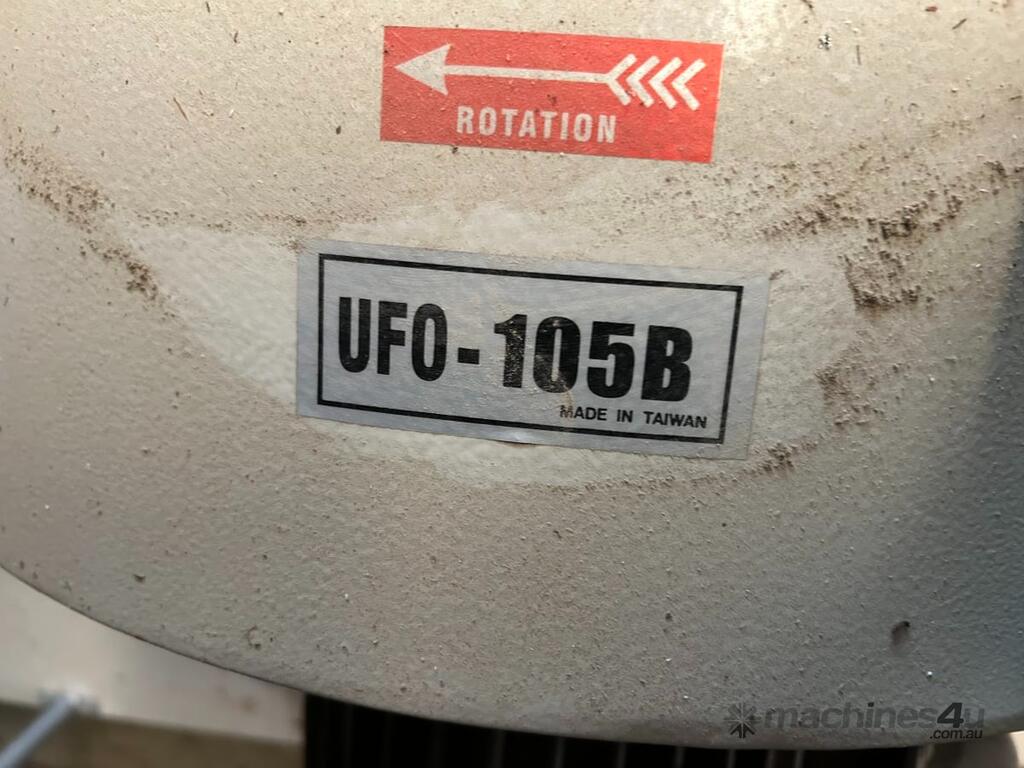 ROTATION
UFO-105B
MADE IN TAIWAN
machines4u
.com.au